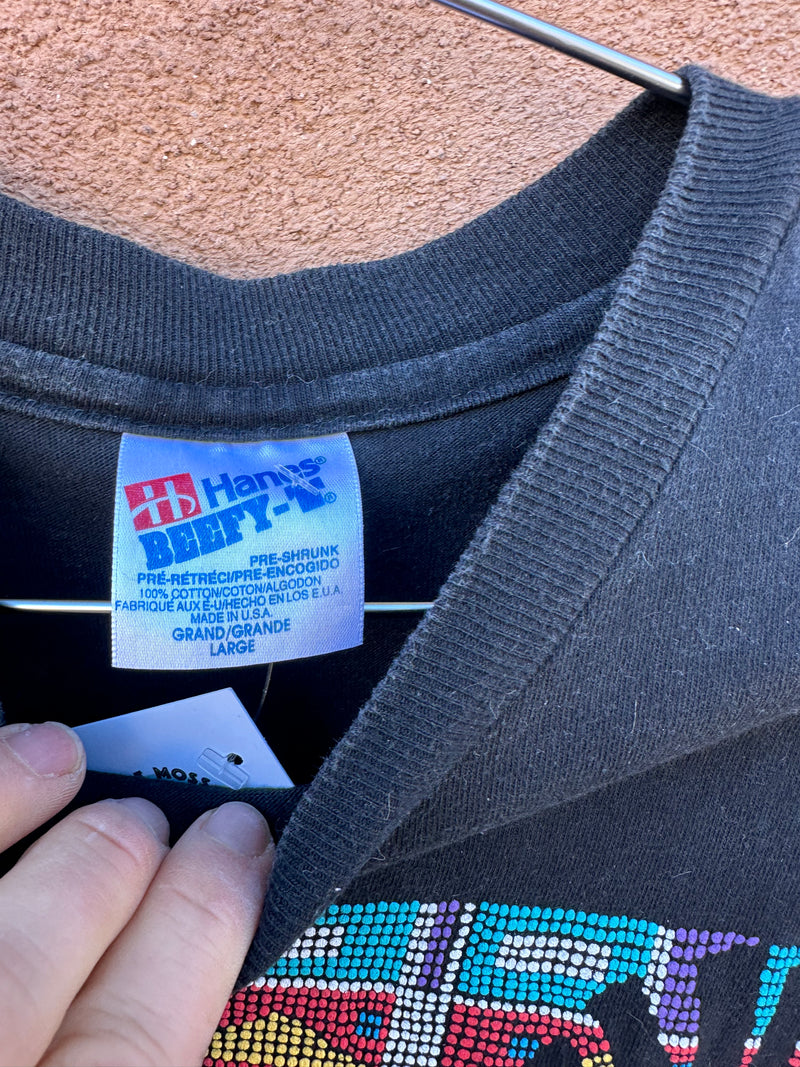 Hanes®
BEEFY-T®
PRE-SHRUNK
PRÉ-RÉTRÉCI/PRE-ENCOGIDO
100% COTTON/COTON/ALGODON
FABRIQUÉ AUX É-U/HECHO EN LOS E.U.A.
MADE IN U.S.A.
GRAND/GRANDE
LARGE
MOSS